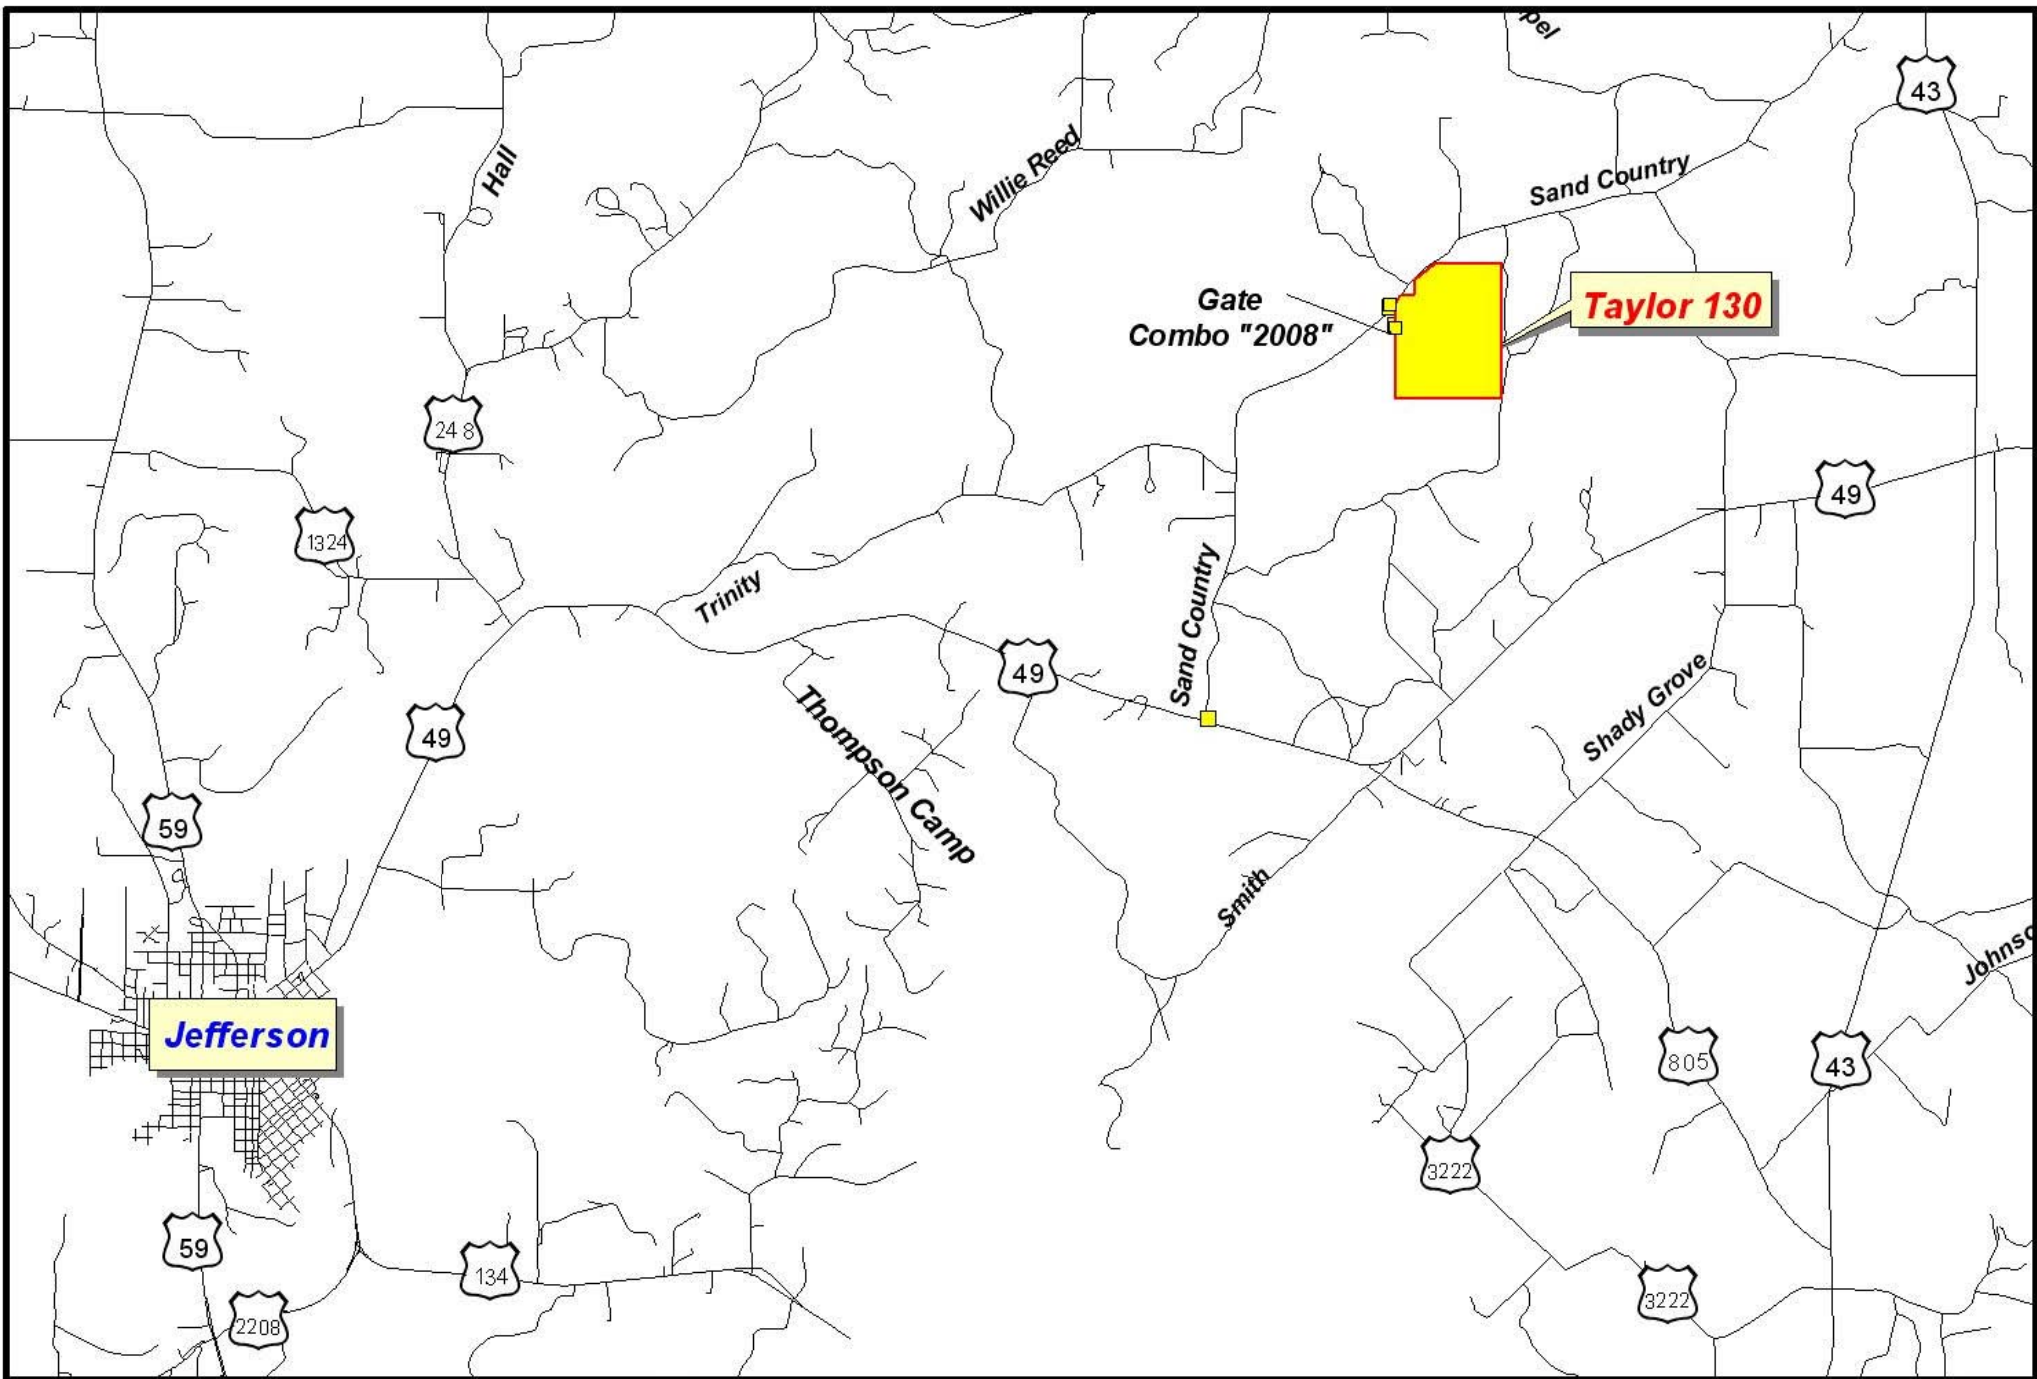 pel
43
Hall
Willie Reed
Sand Country
Gate
Combo "2008"
Taylor 130
248
49
1324
Trinity
Sand Country
49
Thompson Camp
Shady Grove
49
59
Smith
Johnso
Jefferson
805
43
3222
59
134
2208
3222